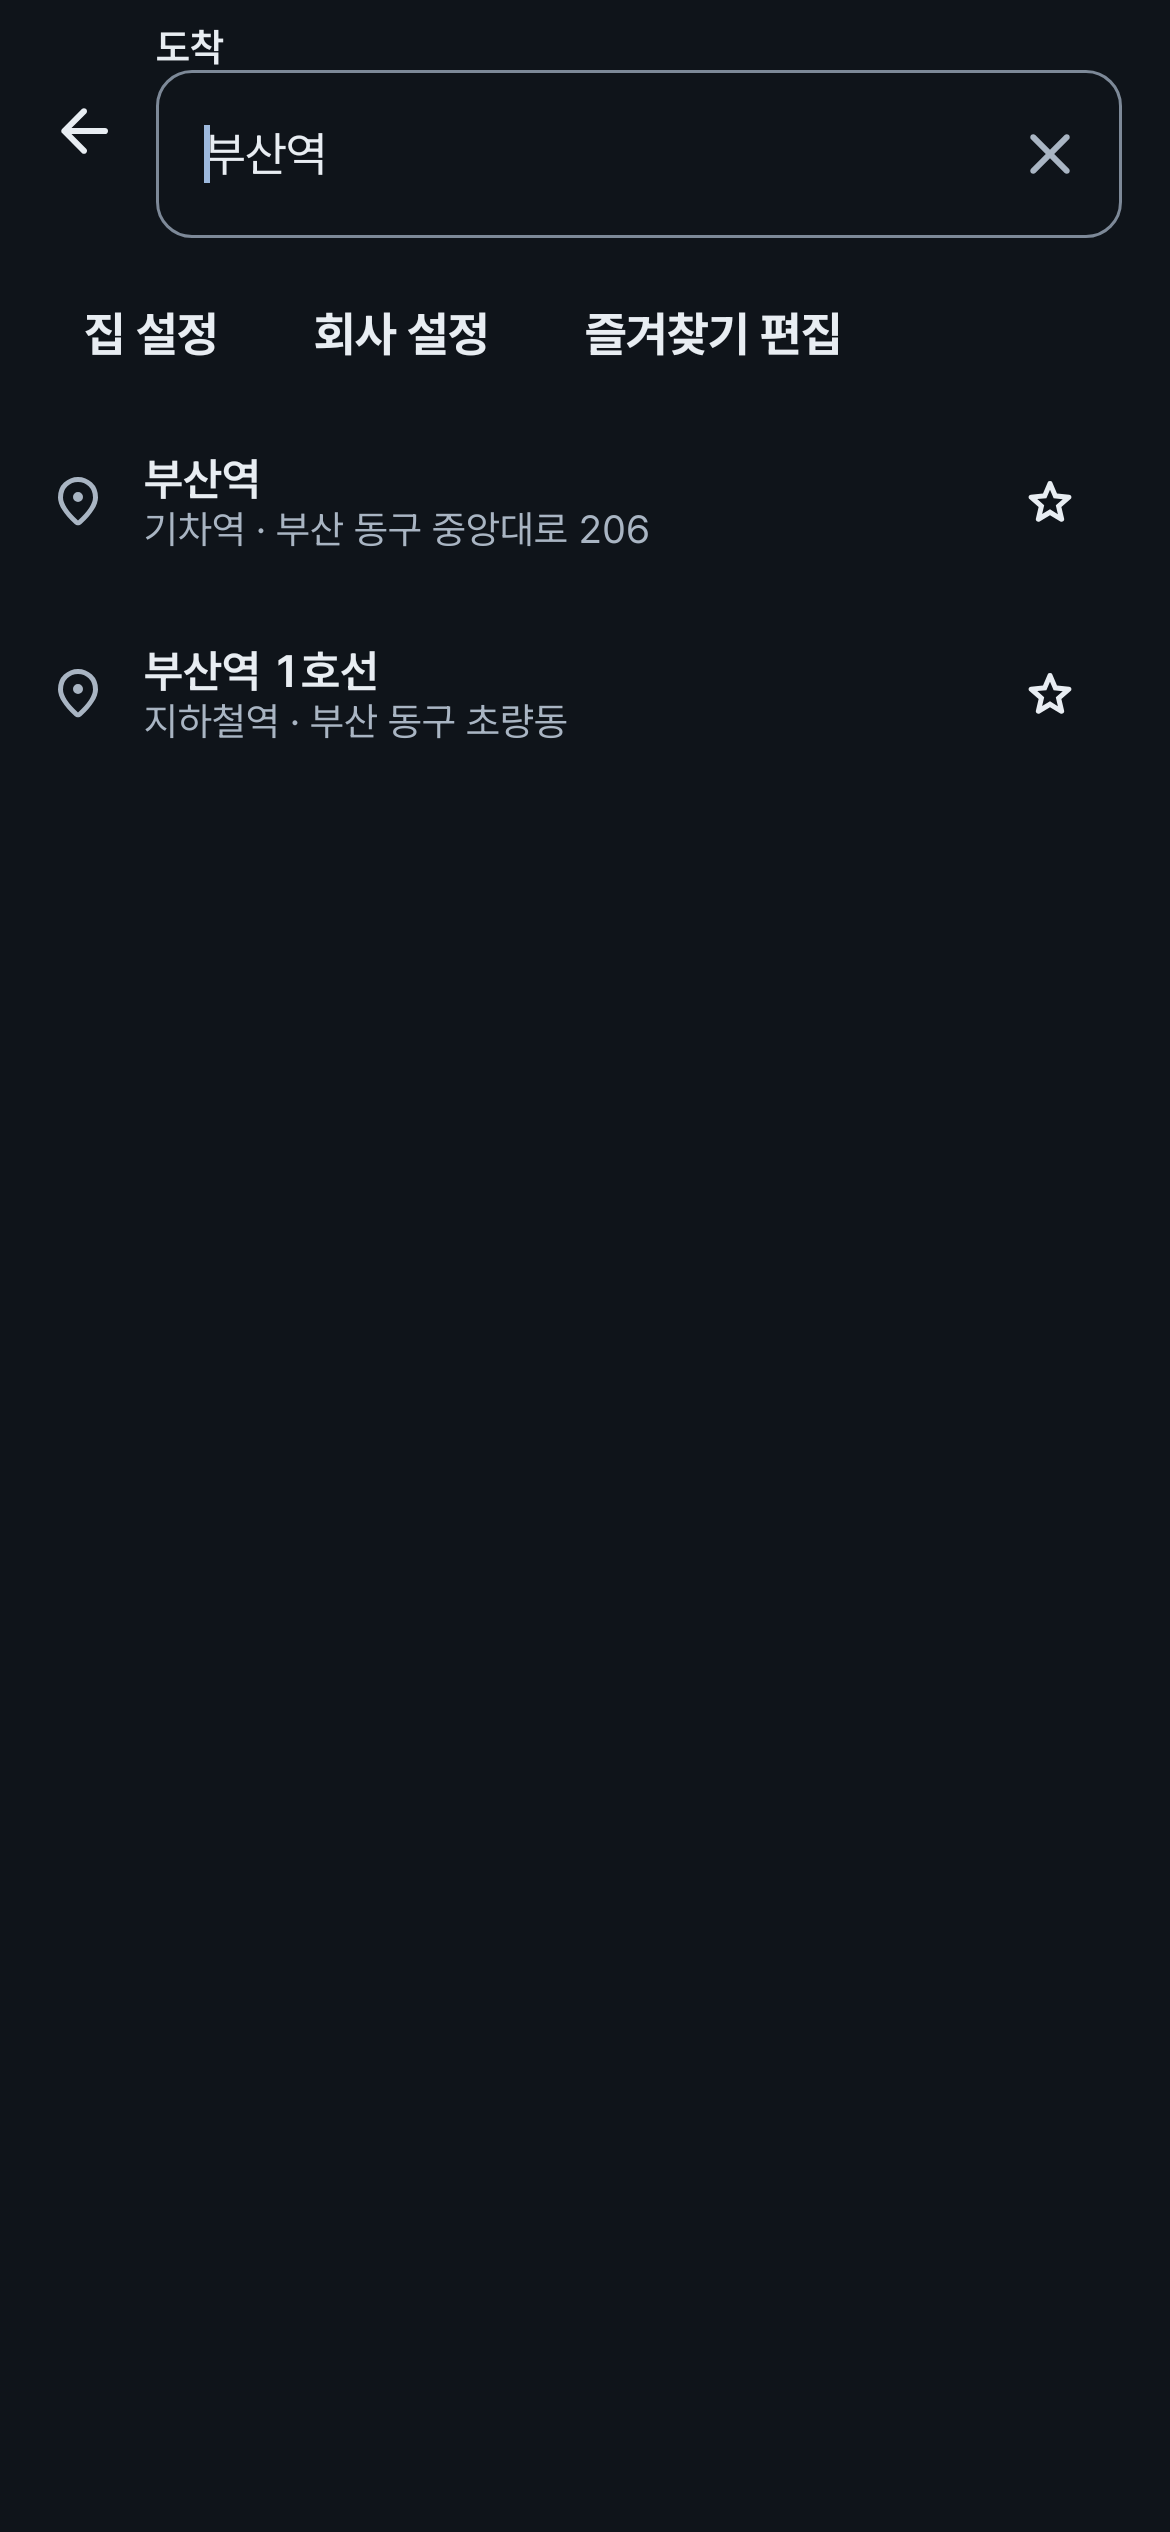 도착
부산역
집 설정 회사 설정 즐겨찾기 편집
부산역
기차역 · 부산 동구 중앙대로 206
부산역 1호선
지하철역 · 부산 동구 초량동